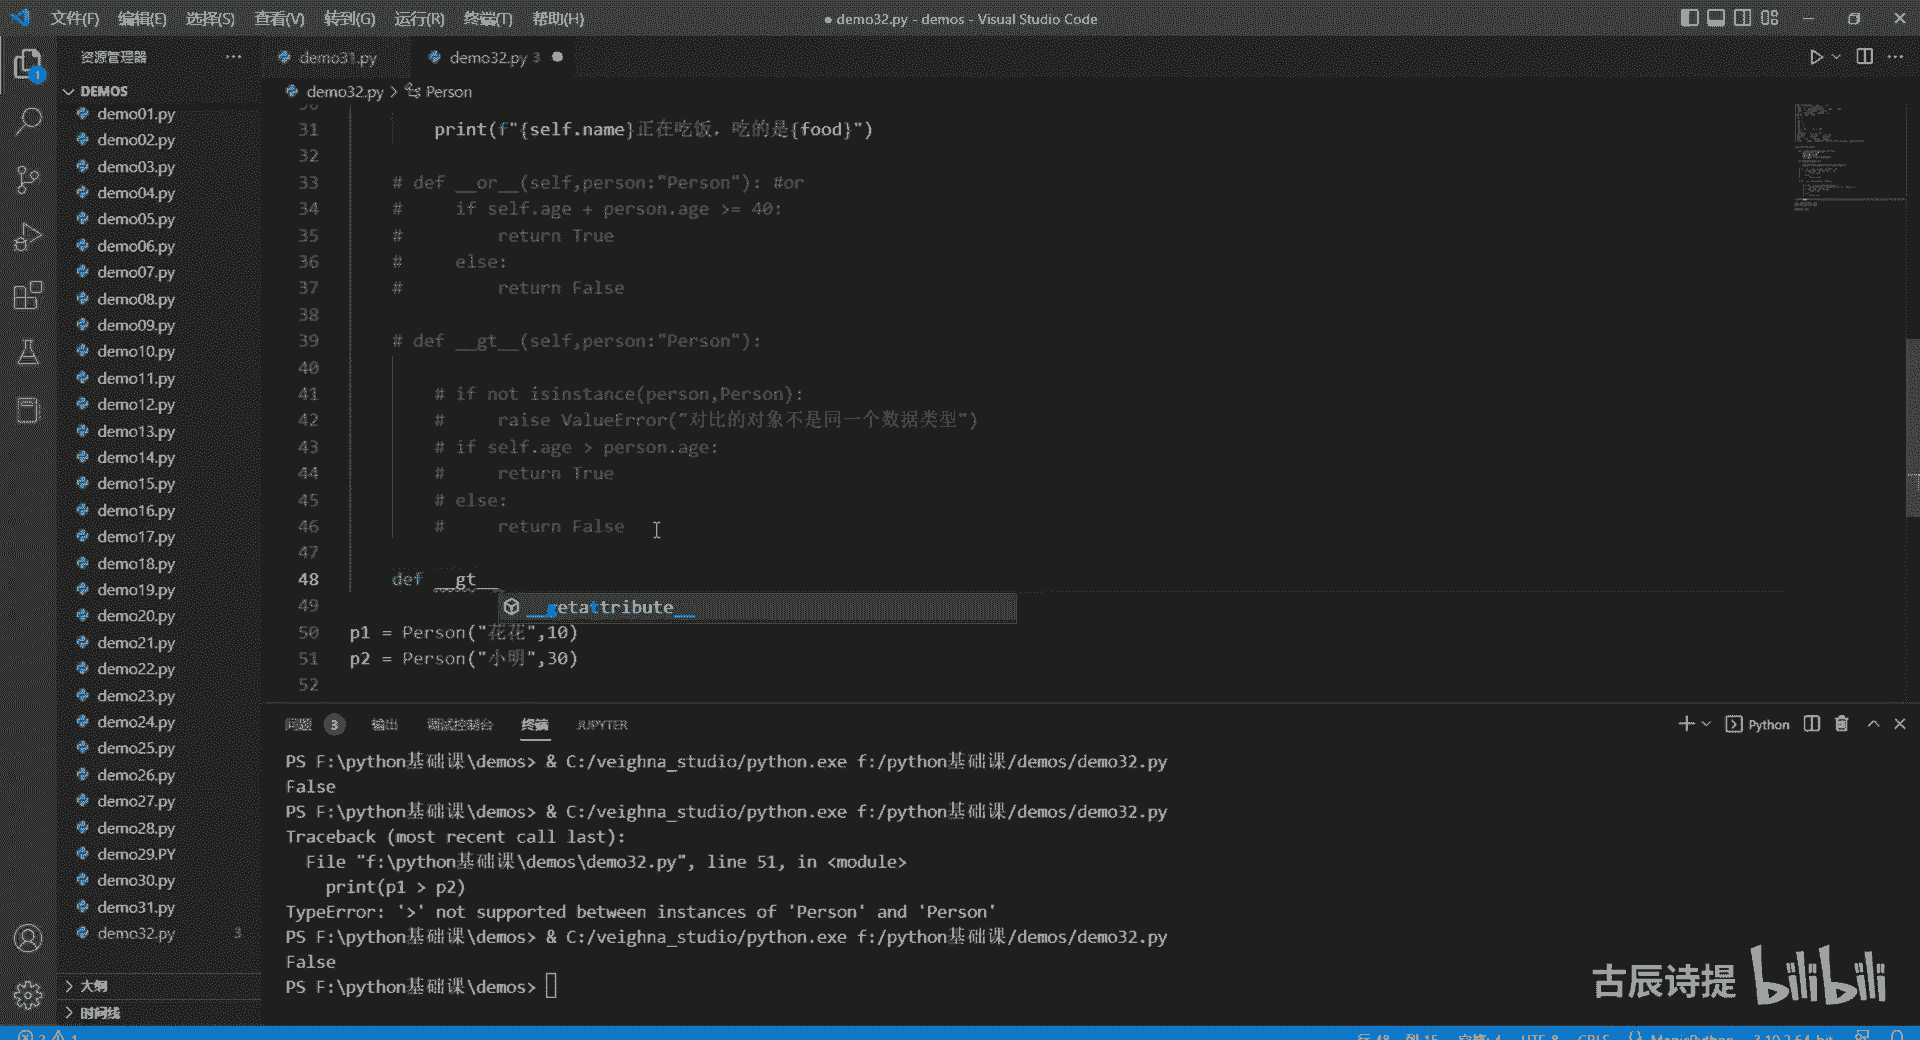 文件(F) 编辑(E) 选择(S) 查看(V) 转到(G) 运行(R) 终端(T) 帮助(H) ● demo32.py - demos - Visual Studio Code
资源管理器 ··· demo31.py demo32.py 3 ●
1
DEMOS
demo32.py > Person
demo01.py
demo02.py
demo03.py
demo04.py
demo05.py
demo06.py
demo07.py
demo08.py
demo09.py
demo10.py
demo11.py
demo12.py
demo13.py
demo14.py
demo15.py
demo16.py
demo17.py
demo18.py
demo19.py
demo20.py
demo21.py
demo22.py
demo23.py
demo24.py
demo25.py
demo26.py
demo27.py
demo28.py
demo29.PY
demo30.py
demo31.py
demo32.py 3
大纲
时间线
31 print(f"{self.name}正在吃饭，吃的是{food}")
32
33 # def __or__(self,person:"Person"): #or
34 #     if self.age + person.age >= 40:
35 #         return True
36 #     else:
37 #         return False
38
39 # def __gt__(self,person:"Person"):
40
41     # if not isinstance(person,Person):
42     #     raise ValueError("对比的对象不是同一个数据类型")
43     # if self.age > person.age:
44     #     return True
45     # else:
46     #     return False
47
48 def __gt__
__getattribute__
49
50 p1 = Person("花花",10)
51 p2 = Person("小明",30)
52
问题 3 输出 调试控制台 终端 JUPYTER Python
PS F:\python基础课\demos> & C:/veighna_studio/python.exe f:/python基础课/demos/demo32.py
False
PS F:\python基础课\demos> & C:/veighna_studio/python.exe f:/python基础课/demos/demo32.py
Traceback (most recent call last):
  File "f:\python基础课\demos\demo32.py", line 51, in <module>
    print(p1 > p2)
TypeError: '>' not supported between instances of 'Person' and 'Person'
PS F:\python基础课\demos> & C:/veighna_studio/python.exe f:/python基础课/demos/demo32.py
False
PS F:\python基础课\demos>
古辰诗提 bilibili